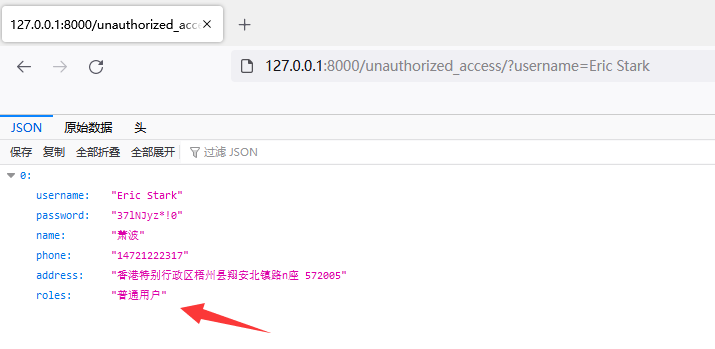 127.0.0.1:8000/unauthorized_acce
127.0.0.1:8000/unauthorized_access/?username=Eric Stark
JSON 原始数据 头
保存 复制 全部折叠 全部展开 过滤 JSON
0:
username: "Eric Stark"
password: "37lNJyz*!0"
name: "萧波"
phone: "14721222317"
address: "香港特别行政区梧州县翔安北镇路n座 572005"
roles: "普通用户"